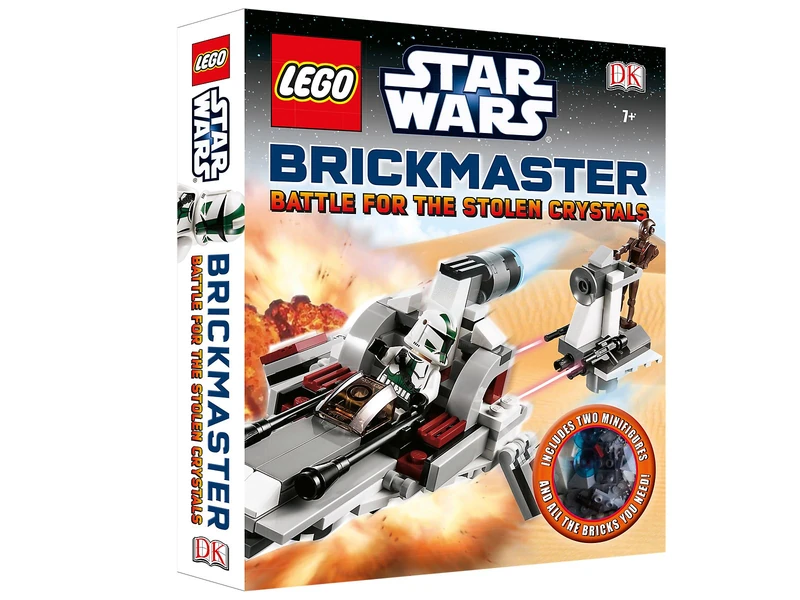 LEGO
STAR
WARS
BRICKMASTER
BATTLE FOR THE STOLEN CRYSTALS
DK
LEGO
STAR
WARS®
DK
7+
BRICKMASTER
BATTLE FOR THE STOLEN CRYSTALS
INCLUDES TWO MINIFIGURES
AND ALL THE BRICKS YOU NEED!